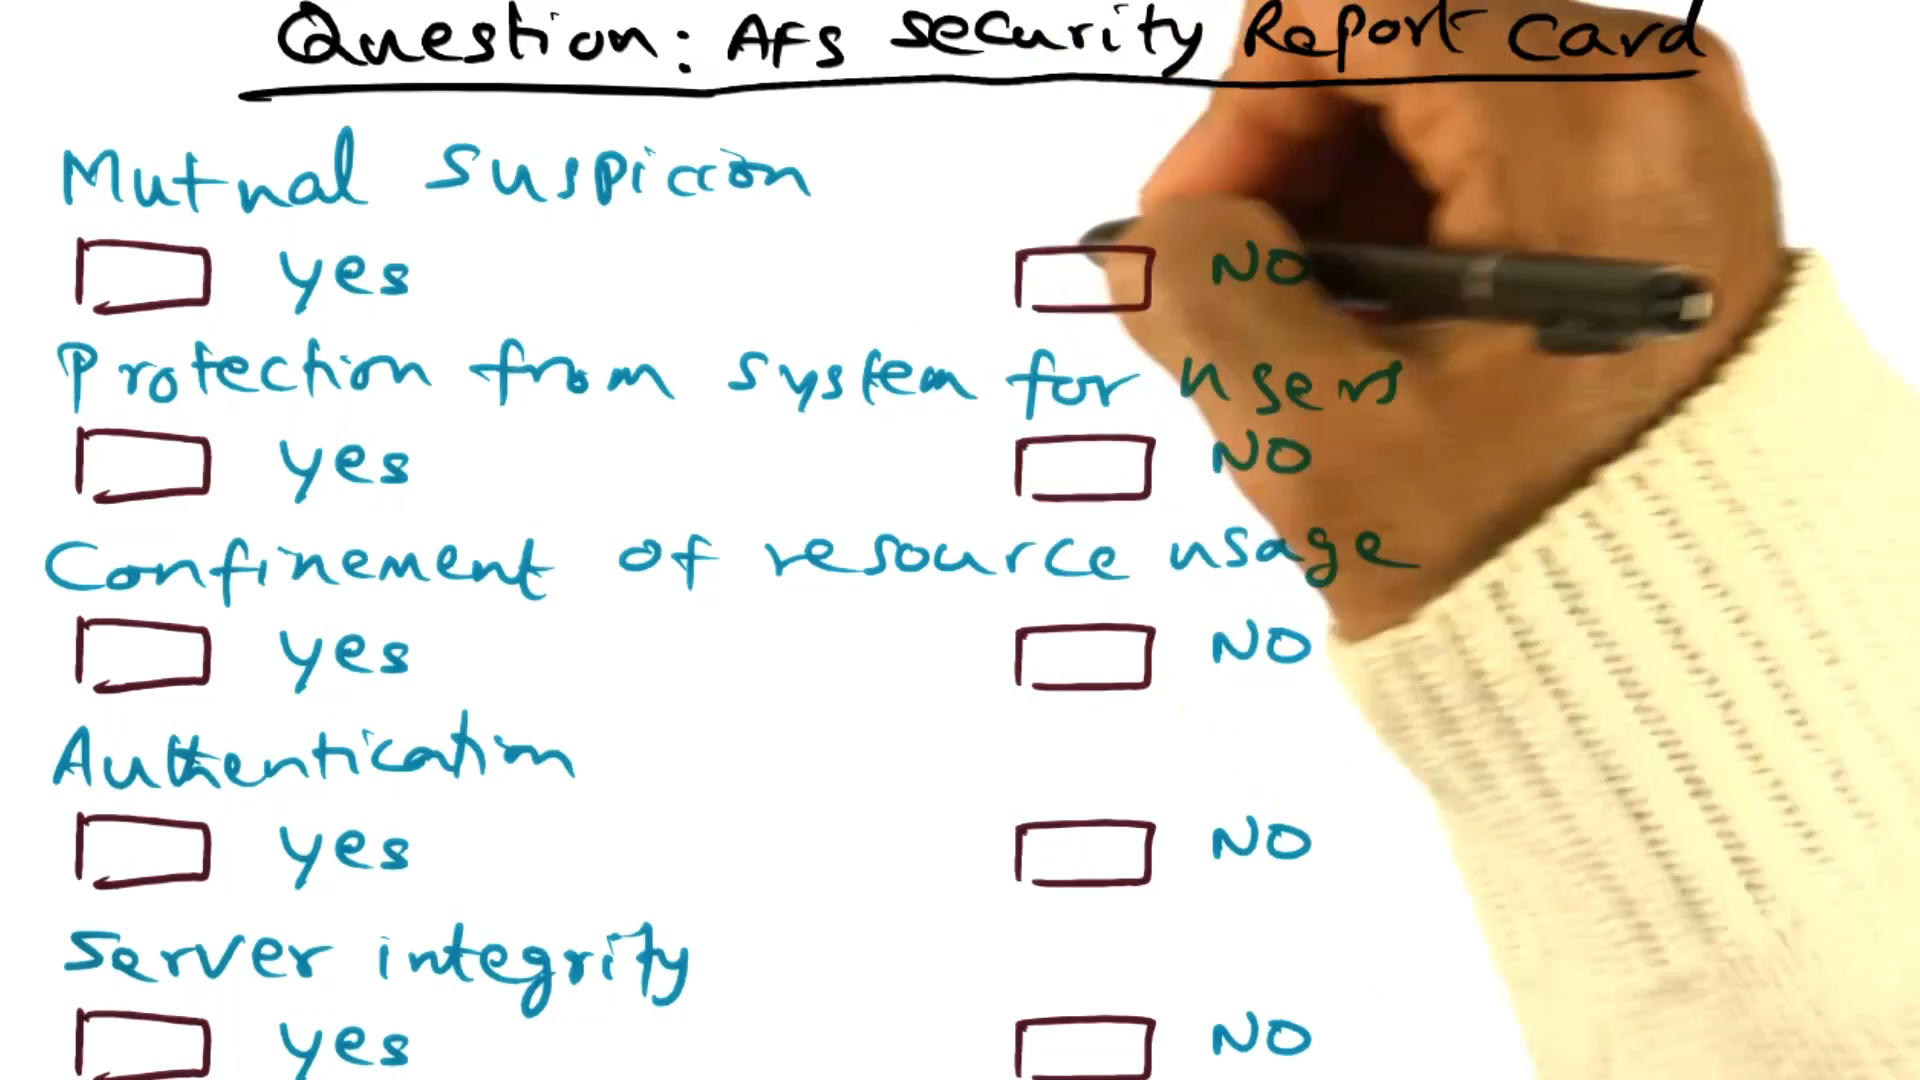 Question: AFS security Report Card
Mutual Suspicion
Yes NO
Protection from system for users
Yes NO
Confinement of resource usage
Yes NO
Authentication
Yes NO
Server integrity
Yes NO